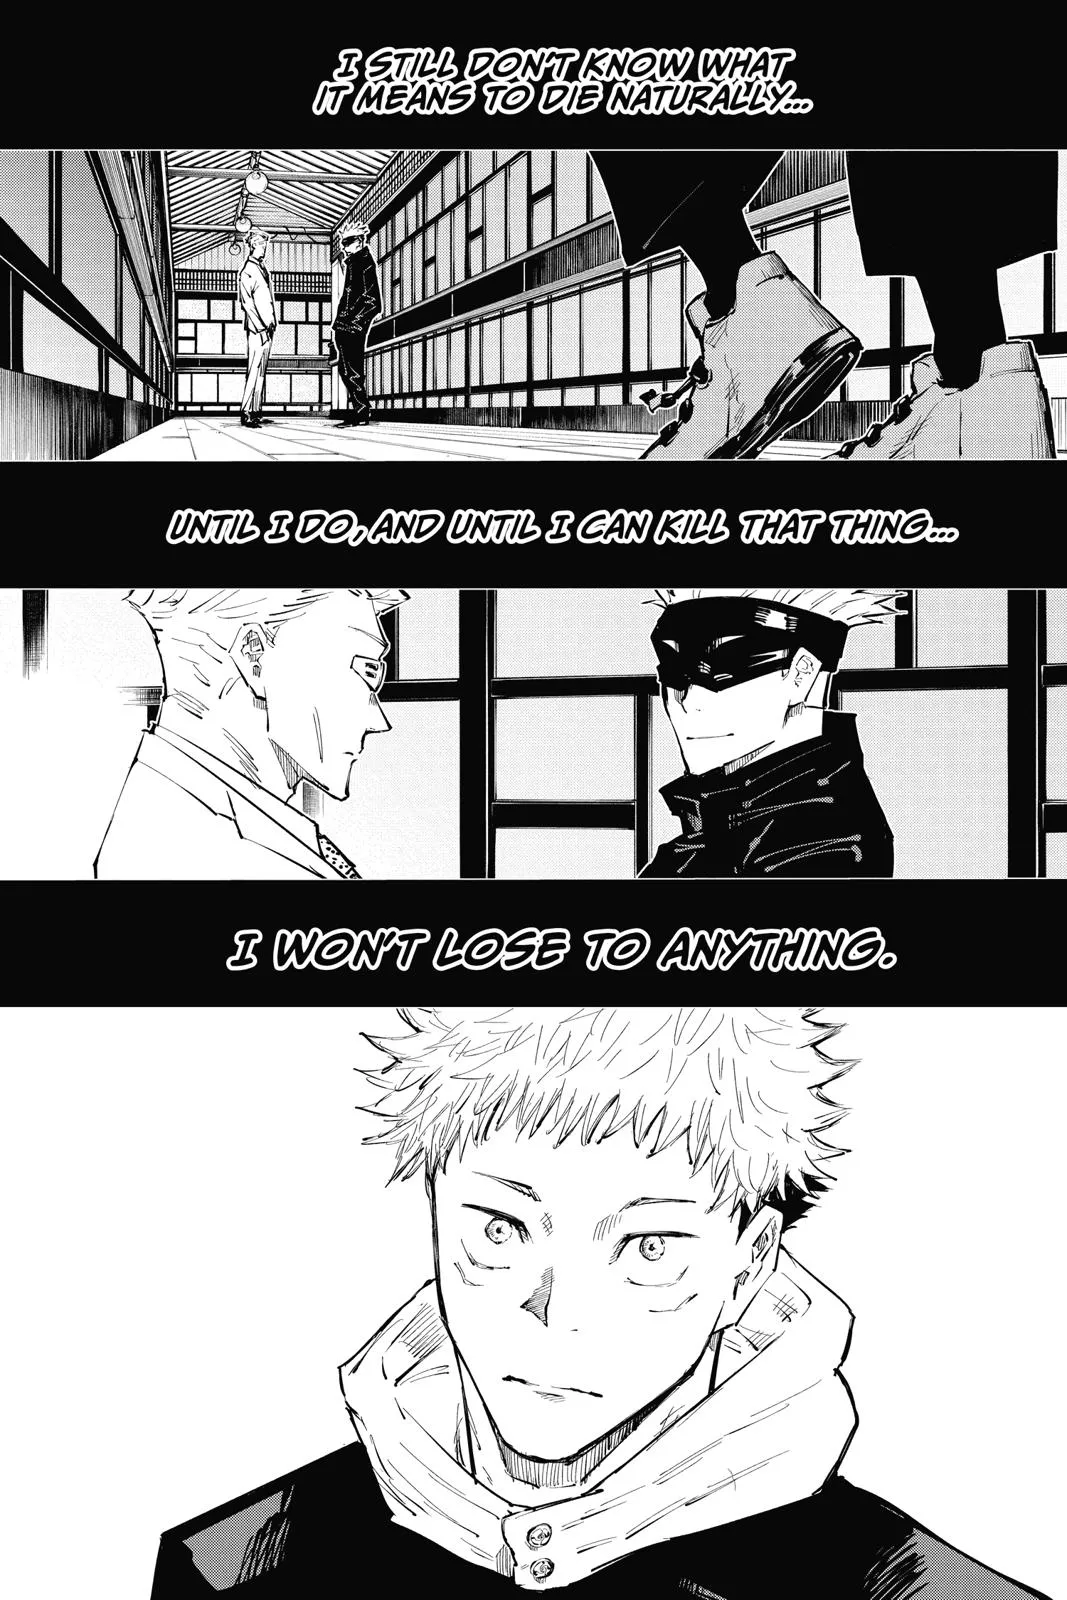 I STILL DON'T KNOW WHAT
IT MEANS TO DIE NATURALLY...
UNTIL I DO, AND UNTIL I CAN KILL THAT THING...
I WON'T LOSE TO ANYTHING.